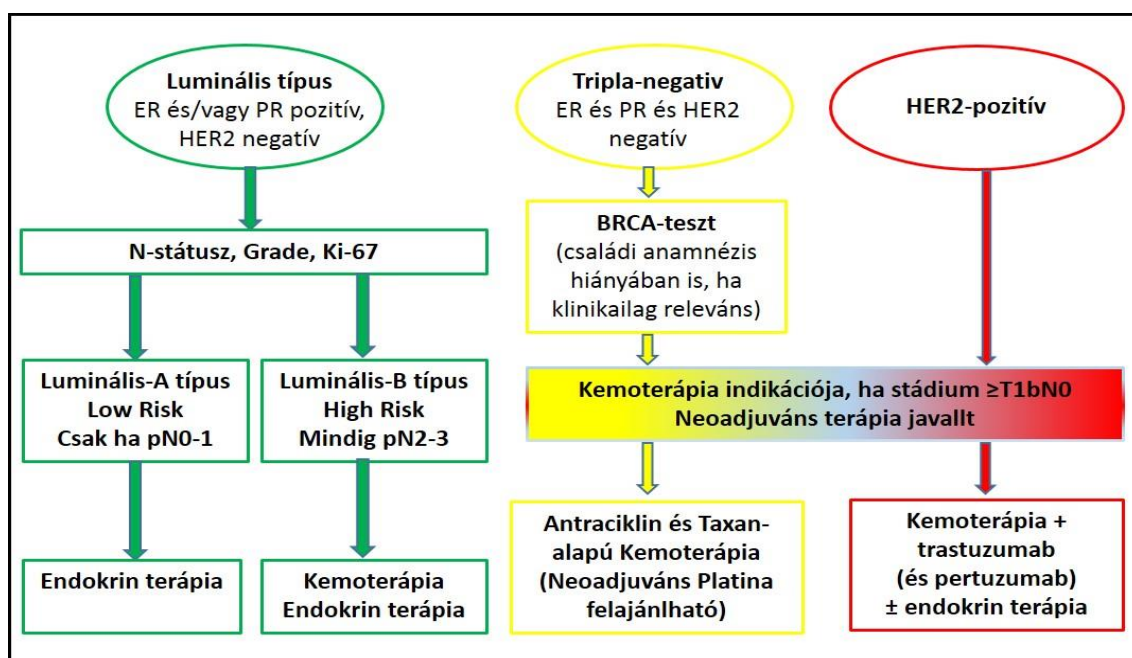 Luminális típus
ER és/vagy PR pozitív,
HER2 negatív
Tripla-negativ
ER és PR és HER2
negatív
HER2-pozitív
N-státusz, Grade, Ki-67
BRCA-teszt
(családi anamnézis
hiányában is, ha
klinikailag releváns)
Luminális-A típus
Low Risk
Csak ha pN0-1
Luminális-B típus
High Risk
Mindig pN2-3
Kemoterápia indikációja, ha stádium ≥T1bN0
Neoadjuváns terápia javallt
Endokrin terápia
Kemoterápia
Endokrin terápia
Antraciklin és Taxan-
alapú Kemoterápia
(Neoadjuváns Platina
felajánlható)
Kemoterápia +
trastuzumab
(és pertuzumab)
± endokrin terápia